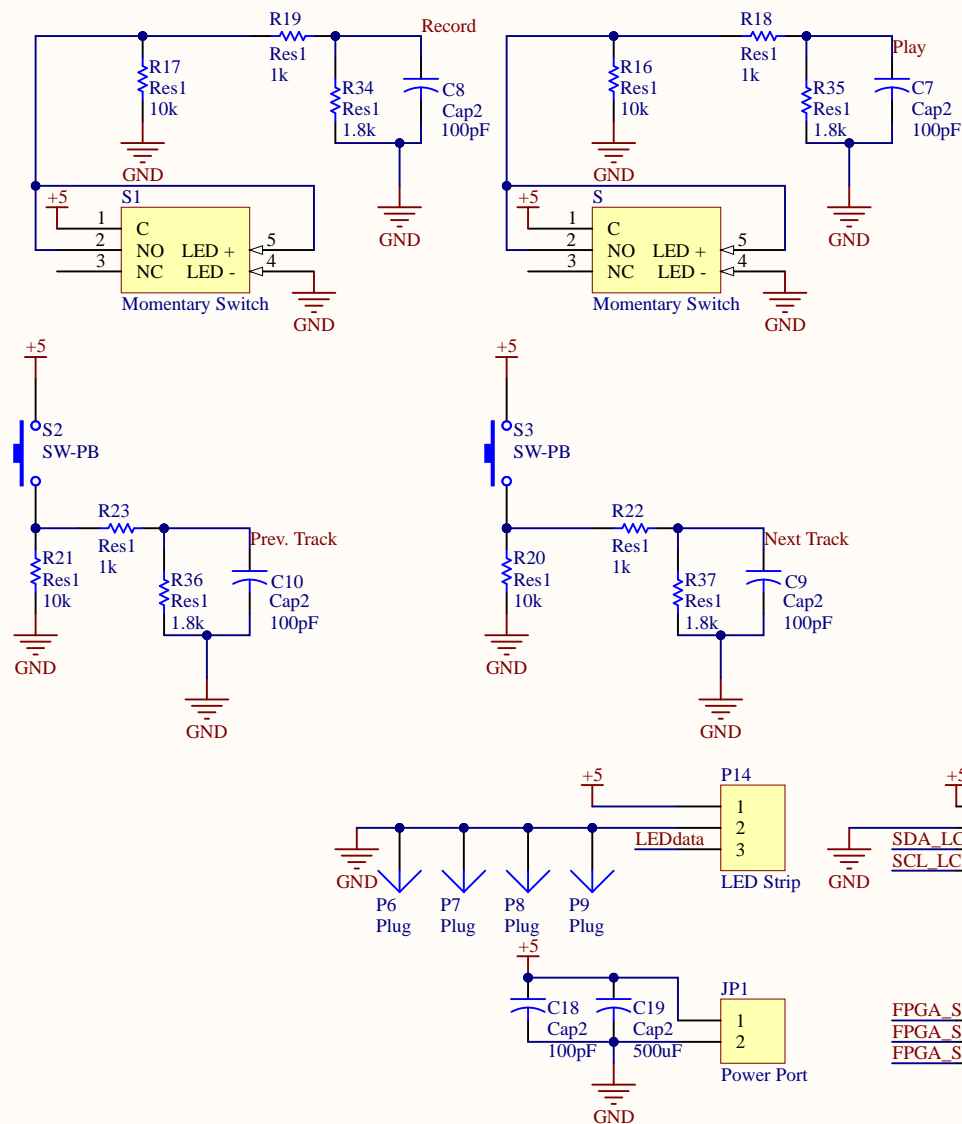 R19
Res1
1k
Record
R17
Res1
10k
R34
Res1
1.8k
C8
Cap2
100pF
GND
GND
+5
S1
1
2
3
C
NO
NC
LED +
LED -
5
4
Momentary Switch
GND
R18
Res1
1k
Play
R16
Res1
10k
R35
Res1
1.8k
C7
Cap2
100pF
GND
GND
+5
S
1
2
3
C
NO
NC
LED +
LED -
5
4
Momentary Switch
GND
+5
S2
SW-PB
R23
Res1
1k
Prev. Track
R21
Res1
10k
R36
Res1
1.8k
C10
Cap2
100pF
GND
GND
+5
S3
SW-PB
R22
Res1
1k
Next Track
R20
Res1
10k
R37
Res1
1.8k
C9
Cap2
100pF
GND
GND
+5
P14
1
2
3
LEDdata
LED Strip
GND
P6
Plug
P7
Plug
P8
Plug
P9
Plug
+5
GND
SDA_LC
SCL_LC
+5
C18
Cap2
100pF
C19
Cap2
500uF
JP1
1
2
Power Port
GND
FPGA_S
FPGA_S
FPGA_S